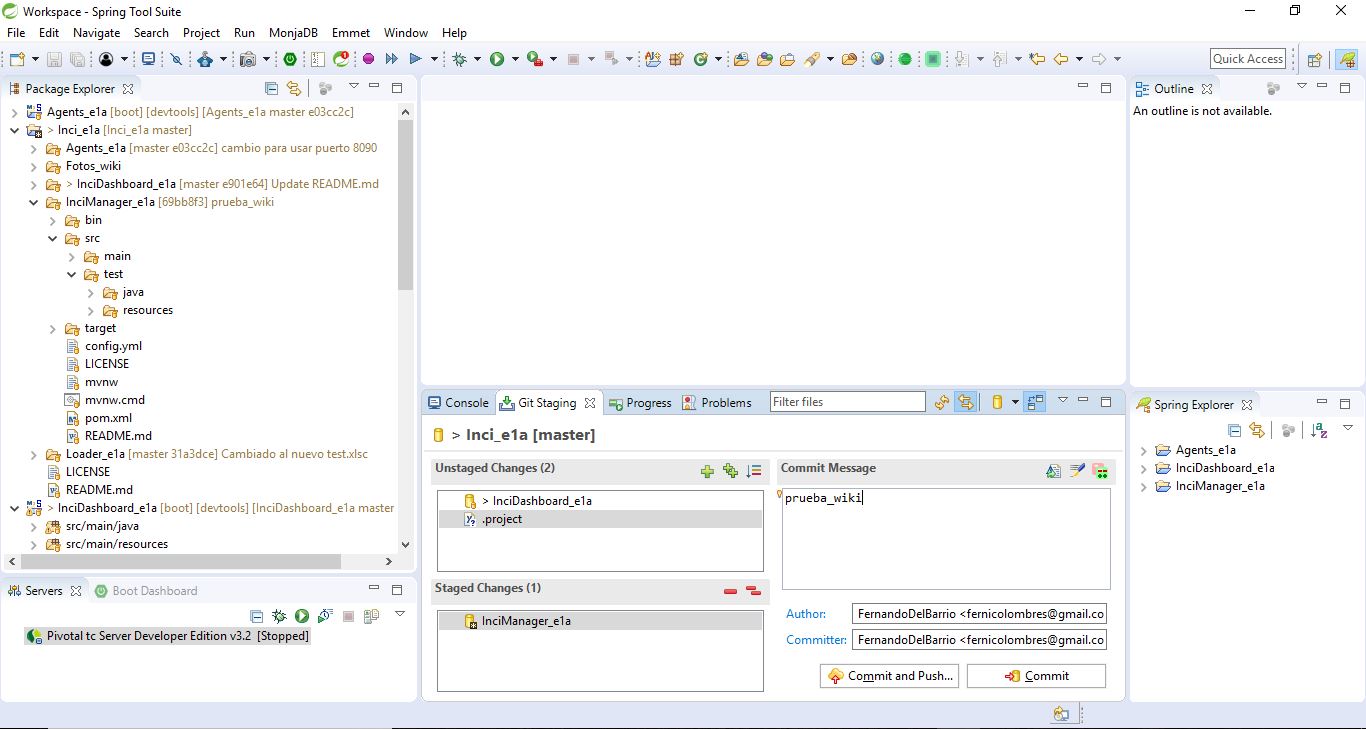 Workspace - Spring Tool Suite
File Edit Navigate Search Project Run MonjaDB Emmet Window Help
Quick Access
Package Explorer
Agents_e1a [boot] [devtools] [Agents_e1a master e03cc2c]
> Inci_e1a [Inci_e1a master]
Agents_e1a [master e03cc2c] cambio para usar puerto 8090
Fotos_wiki
> InciDashboard_e1a [master e901e64] Update README.md
InciManager_e1a [69bb8f3] prueba_wiki
bin
src
main
test
java
resources
target
config.yml
LICENSE
mvnw
mvnw.cmd
pom.xml
README.md
Loader_e1a [master 31a3dce] Cambiado al nuevo test.xlsc
LICENSE
README.md
> InciDashboard_e1a [boot] [devtools] [InciDashboard_e1a master
src/main/java
src/main/resources
Servers Boot Dashboard
Pivotal tc Server Developer Edition v3.2 [Stopped]
Console Git Staging Progress Problems Filter files
> Inci_e1a [master]
Unstaged Changes (2)
> InciDashboard_e1a
.project
Staged Changes (1)
InciManager_e1a
Commit Message
prueba_wiki
Author: FernandoDelBarrio <fernicolombres@gmail.co
Committer: FernandoDelBarrio <fernicolombres@gmail.co
Commit and Push... Commit
Outline
An outline is not available.
Spring Explorer
Agents_e1a
InciDashboard_e1a
InciManager_e1a